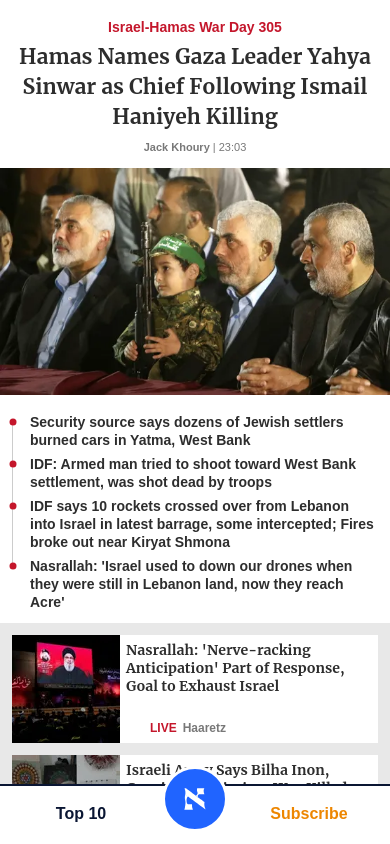 Israel-Hamas War Day 305
Hamas Names Gaza Leader Yahya
Sinwar as Chief Following Ismail
Haniyeh Killing
Jack Khoury | 23:03
Security source says dozens of Jewish settlers
burned cars in Yatma, West Bank
IDF: Armed man tried to shoot toward West Bank
settlement, was shot dead by troops
IDF says 10 rockets crossed over from Lebanon
into Israel in latest barrage, some intercepted; Fires
broke out near Kiryat Shmona
Nasrallah: 'Israel used to down our drones when
they were still in Lebanon land, now they reach
Acre'
Nasrallah: 'Nerve-racking
Anticipation' Part of Response,
Goal to Exhaust Israel
LIVE Haaretz
Israeli Says Bilha Inon,
Top 10
Subscribe